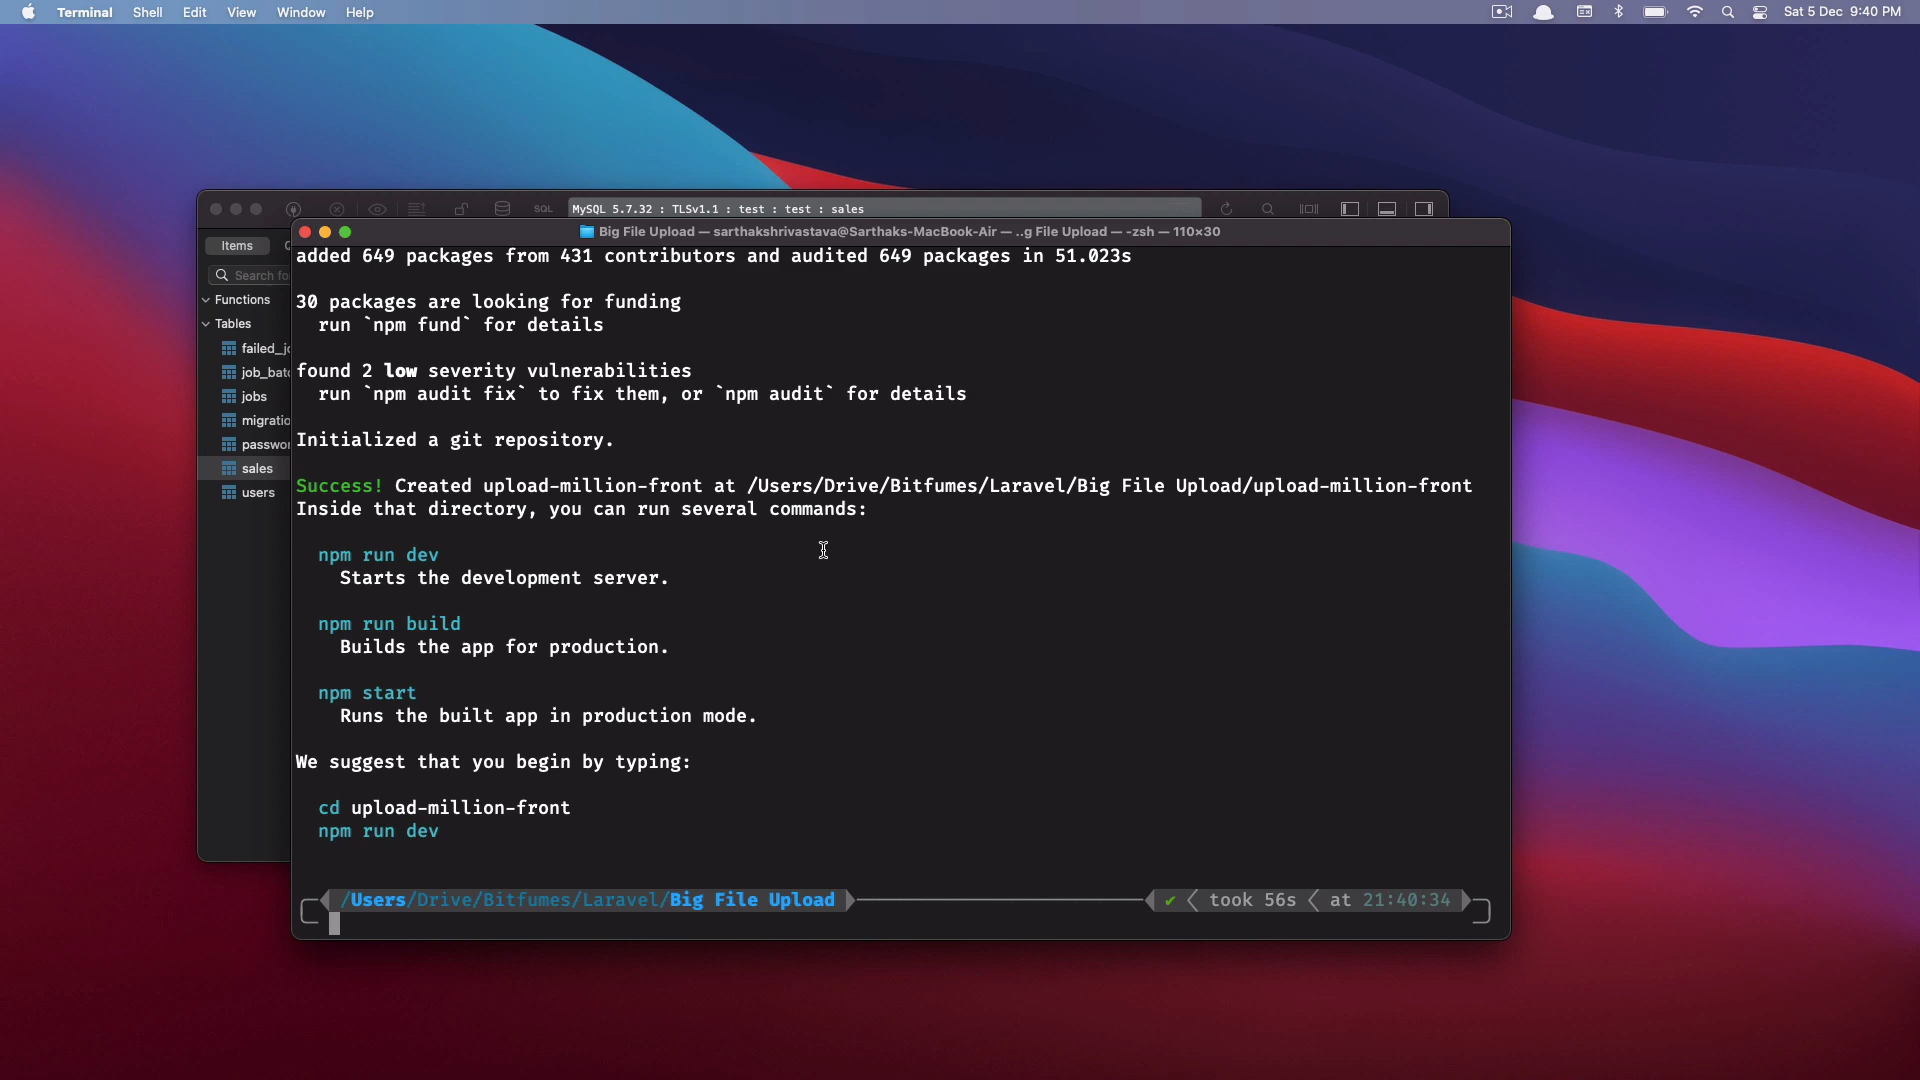 Terminal Shell Edit View Window Help Sat 5 Dec 9:40 PM
SQL MySQL 5.7.32 : TLSv1.1 : test : test : sales
Items
Big File Upload — sarthakshrivastava@Sarthaks-MacBook-Air — ..g File Upload — -zsh — 110×30
Search fo
Functions
Tables
failed_jo
job_batc
jobs
migratio
passwor
sales
users
added 649 packages from 431 contributors and audited 649 packages in 51.023s
30 packages are looking for funding
run `npm fund` for details
found 2 low severity vulnerabilities
run `npm audit fix` to fix them, or `npm audit` for details
Initialized a git repository.
Success! Created upload-million-front at /Users/Drive/Bitfumes/Laravel/Big File Upload/upload-million-front
Inside that directory, you can run several commands:
npm run dev
Starts the development server.
npm run build
Builds the app for production.
npm start
Runs the built app in production mode.
We suggest that you begin by typing:
cd upload-million-front
npm run dev
/Users/Drive/Bitfumes/Laravel/Big File Upload ✔ took 56s at 21:40:34